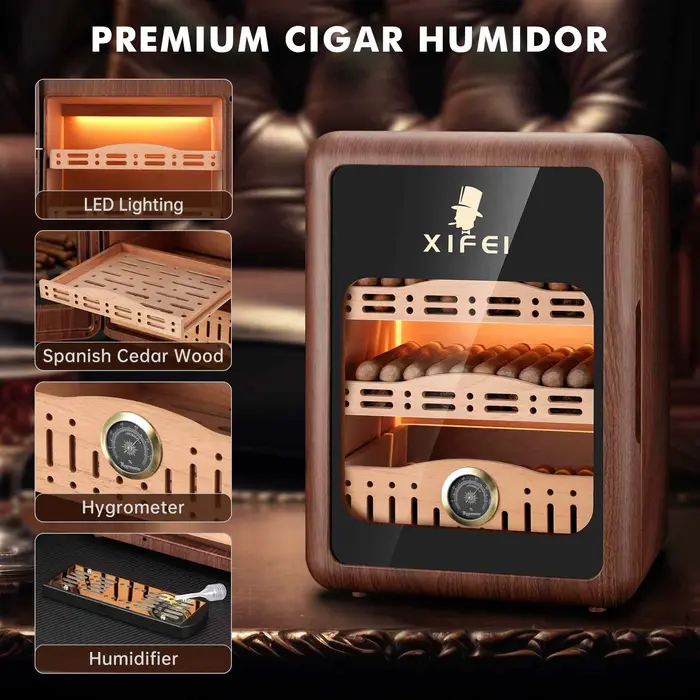 PREMIUM CIGAR HUMIDOR
LED Lighting
Spanish Cedar Wood
Hygrometer
Humidifier
XIFEI